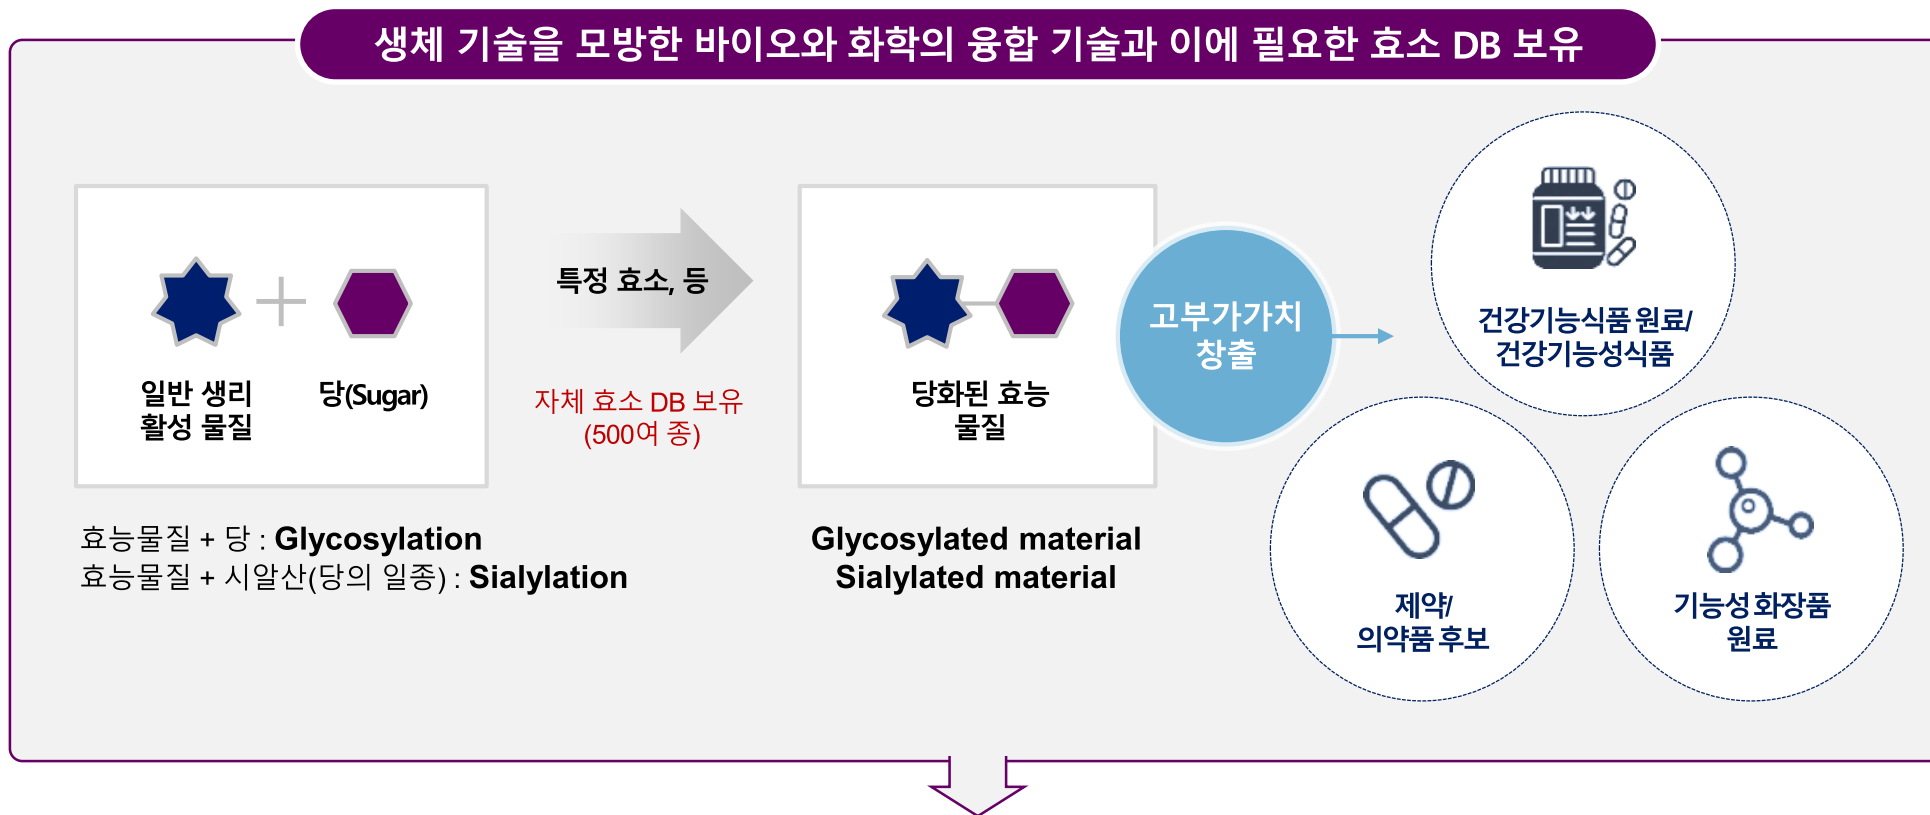 생체 기술을 모방한 바이오와 화학의 융합 기술과 이에 필요한 효소 DB 보유
일반 생리
활성 물질
당(Sugar)
특정 효소, 등
자체 효소 DB 보유
(500여 종)
당화된 효능
물질
고부가가치
창출
건강기능식품 원료/
건강기능성식품
제약/
의약품 후보
기능성 화장품
원료
효능물질 + 당 : Glycosylation
효능물질 + 시알산(당의 일종) : Sialylation
Glycosylated material
Sialylated material